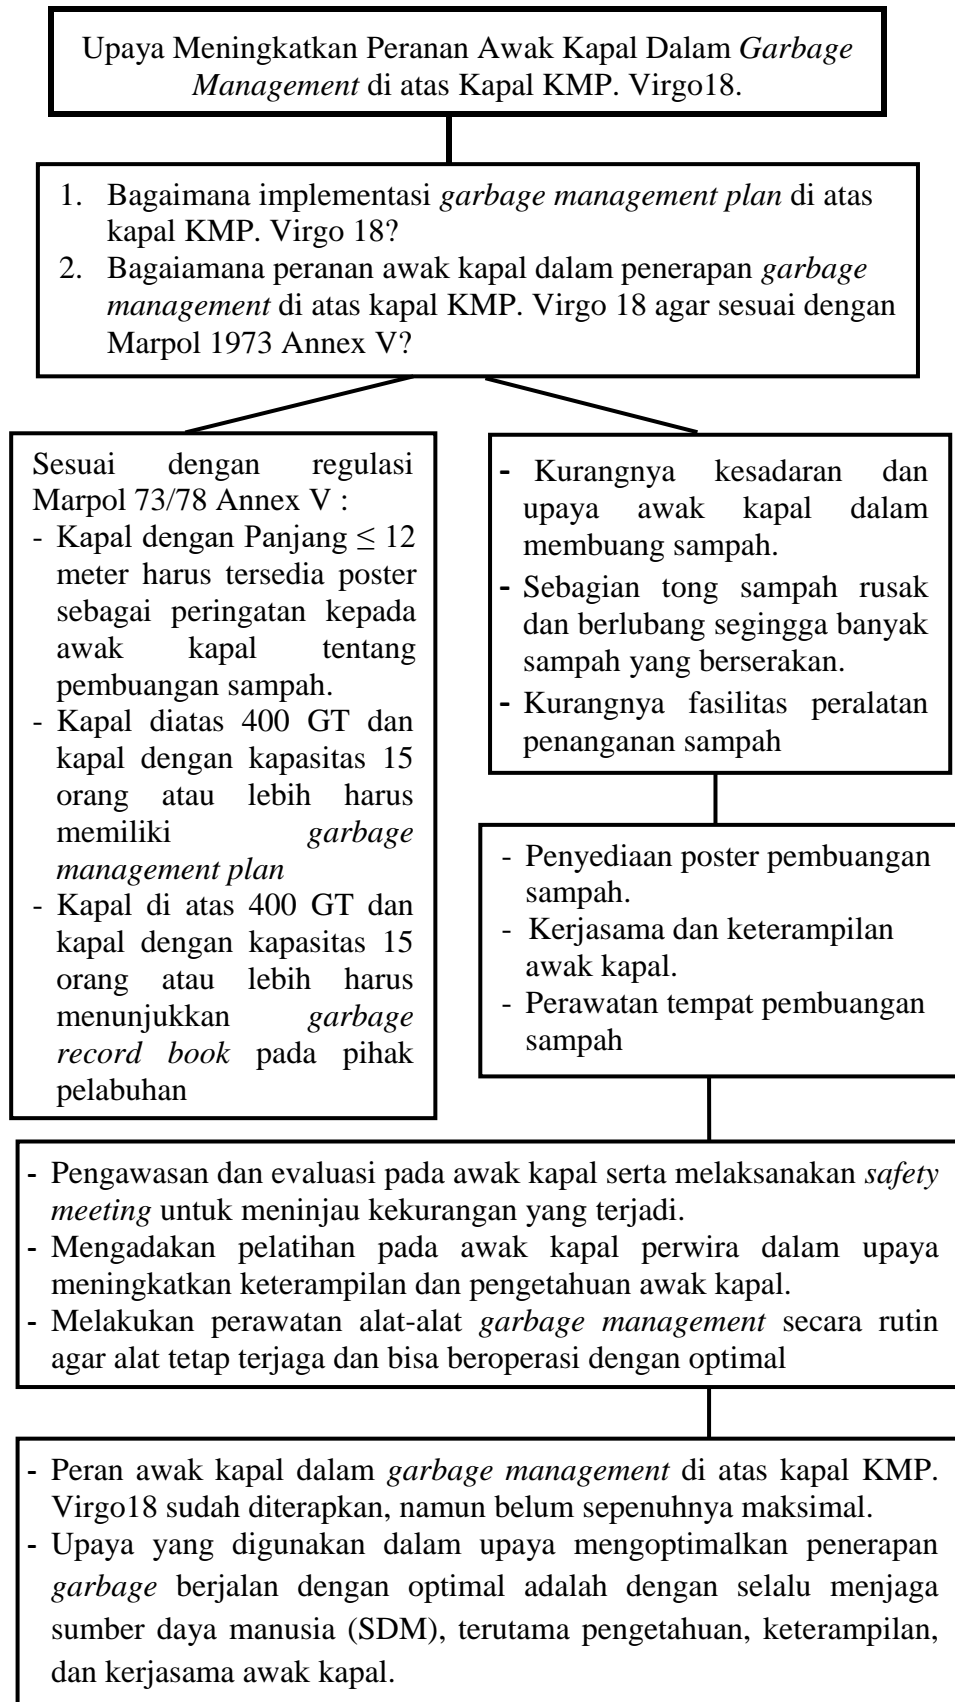 Upaya Meningkatkan Peranan Awak Kapal Dalam Garbage
Management di atas Kapal KMP. Virgo18.
1. Bagaimana implementasi garbage management plan di atas
kapal KMP. Virgo 18?
2. Bagaiamana peranan awak kapal dalam penerapan garbage
management di atas kapal KMP. Virgo 18 agar sesuai dengan
Marpol 1973 Annex V?
Sesuai dengan regulasi
Marpol 73/78 Annex V :
- Kapal dengan Panjang ≤ 12
meter harus tersedia poster
sebagai peringatan kepada
awak kapal tentang
pembuangan sampah.
- Kapal diatas 400 GT dan
kapal dengan kapasitas 15
orang atau lebih harus
memiliki garbage
management plan
- Kapal di atas 400 GT dan
kapal dengan kapasitas 15
orang atau lebih harus
menunjukkan garbage
record book pada pihak
pelabuhan
- Kurangnya kesadaran dan
upaya awak kapal dalam
membuang sampah.
- Sebagian tong sampah rusak
dan berlubang segingga banyak
sampah yang berserakan.
- Kurangnya fasilitas peralatan
penanganan sampah
- Penyediaan poster pembuangan
sampah.
- Kerjasama dan keterampilan
awak kapal.
- Perawatan tempat pembuangan
sampah
- Pengawasan dan evaluasi pada awak kapal serta melaksanakan safety
meeting untuk meninjau kekurangan yang terjadi.
- Mengadakan pelatihan pada awak kapal perwira dalam upaya
meningkatkan keterampilan dan pengetahuan awak kapal.
- Melakukan perawatan alat-alat garbage management secara rutin
agar alat tetap terjaga dan bisa beroperasi dengan optimal
- Peran awak kapal dalam garbage management di atas kapal KMP.
Virgo18 sudah diterapkan, namun belum sepenuhnya maksimal.
- Upaya yang digunakan dalam upaya mengoptimalkan penerapan
garbage berjalan dengan optimal adalah dengan selalu menjaga
sumber daya manusia (SDM), terutama pengetahuan, keterampilan,
dan kerjasama awak kapal.